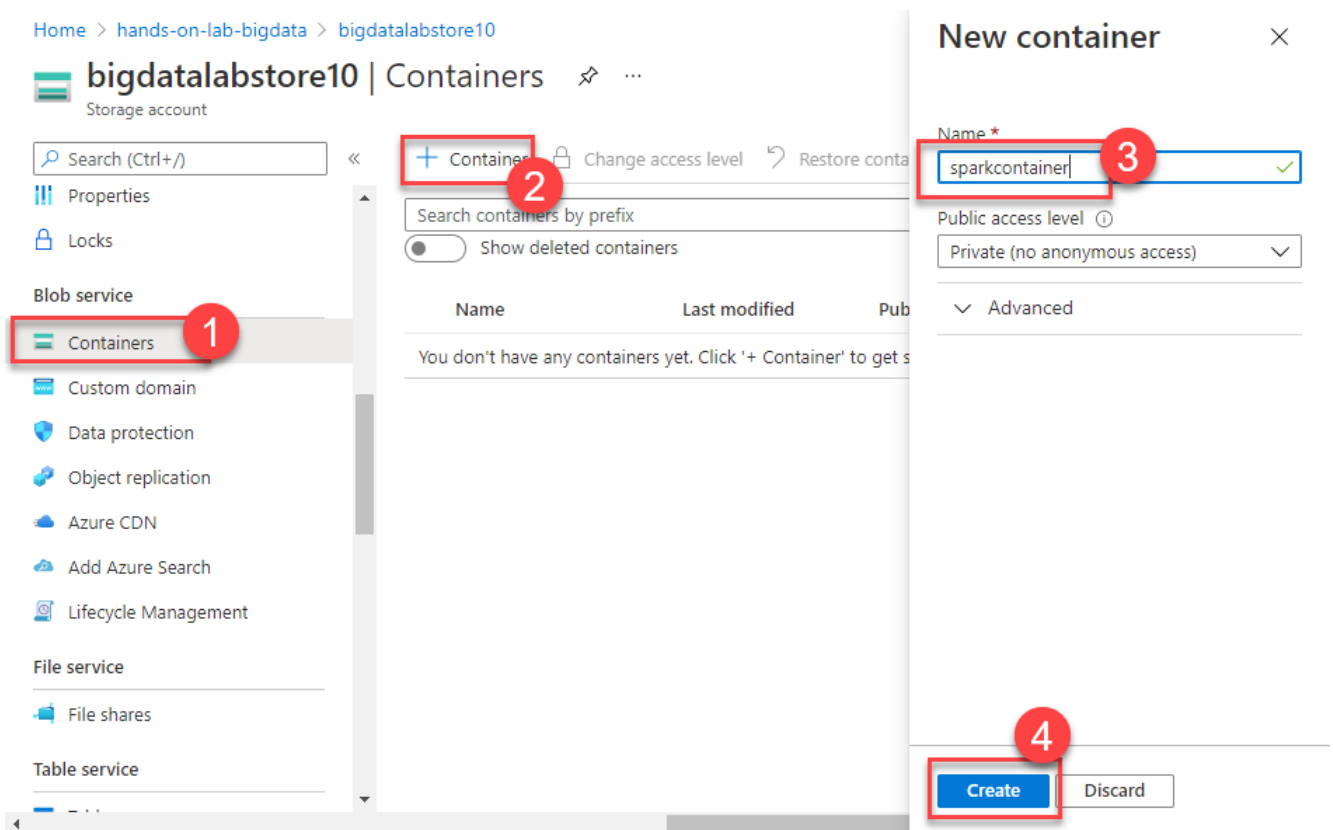 Home > hands-on-lab-bigdata > bigdatalabstore10
bigdatalabstore10 | Containers ...
Storage account
Search (Ctrl+/) «
Properties
Locks
Blob service
Containers
1
Custom domain
Data protection
Object replication
Azure CDN
Add Azure Search
Lifecycle Management
File service
File shares
Table service
+ Container Change access level Restore conta
2
Search containers by prefix
Show deleted containers
Name Last modified Pub
You don't have any containers yet. Click '+ Container' to get s
New container
Name *
sparkcontainer
3
Public access level
Private (no anonymous access)
Advanced
4
Create Discard